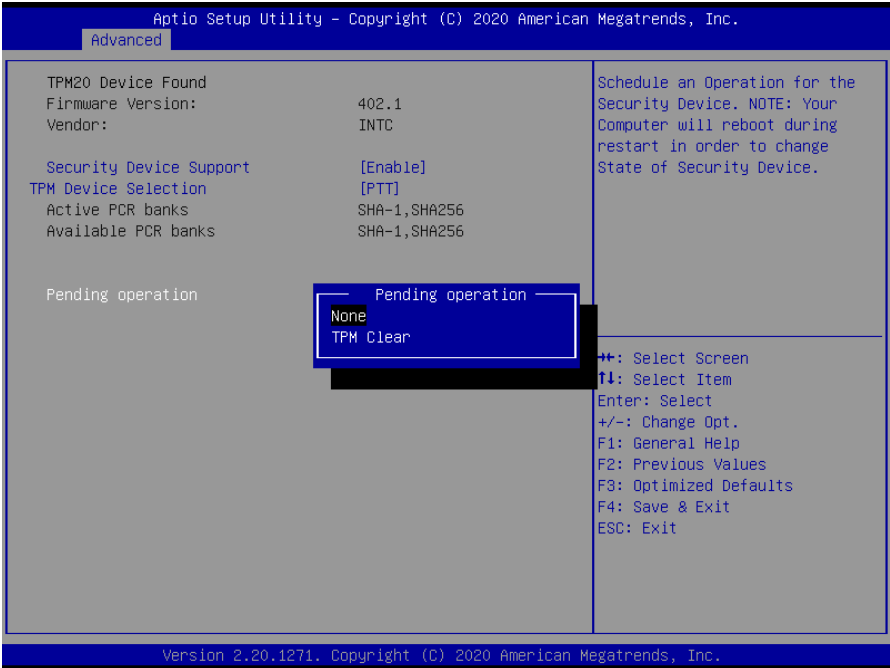 Aptio Setup Utility – Copyright (C) 2020 American Megatrends, Inc.
Advanced
TPM20 Device Found
Firmware Version: 402.1
Vendor: INTC
Security Device Support [Enable]
TPM Device Selection [PTT]
Active PCR banks SHA-1,SHA256
Available PCR banks SHA-1,SHA256
Pending operation
Pending operation
None
TPM Clear
Schedule an Operation for the
Security Device. NOTE: Your
Computer will reboot during
restart in order to change
State of Security Device.
→←: Select Screen
↑↓: Select Item
Enter: Select
+/-: Change Opt.
F1: General Help
F2: Previous Values
F3: Optimized Defaults
F4: Save & Exit
ESC: Exit
Version 2.20.1271. Copyright (C) 2020 American Megatrends, Inc.